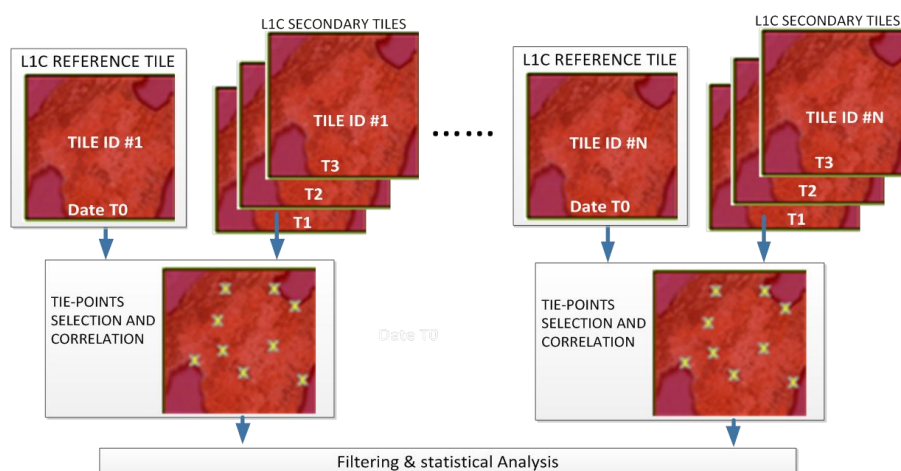 L1C SECONDARY TILES
L1C REFERENCE TILE
TILE ID #1
Date T0
TILE ID #1
T3
T2
T1
......
L1C SECONDARY TILES
L1C REFERENCE TILE
TILE ID #N
Date T0
TILE ID #N
T3
T2
T1
TIE-POINTS
SELECTION AND
CORRELATION
Date T0
TIE-POINTS
SELECTION AND
CORRELATION
Filtering & statistical Analysis